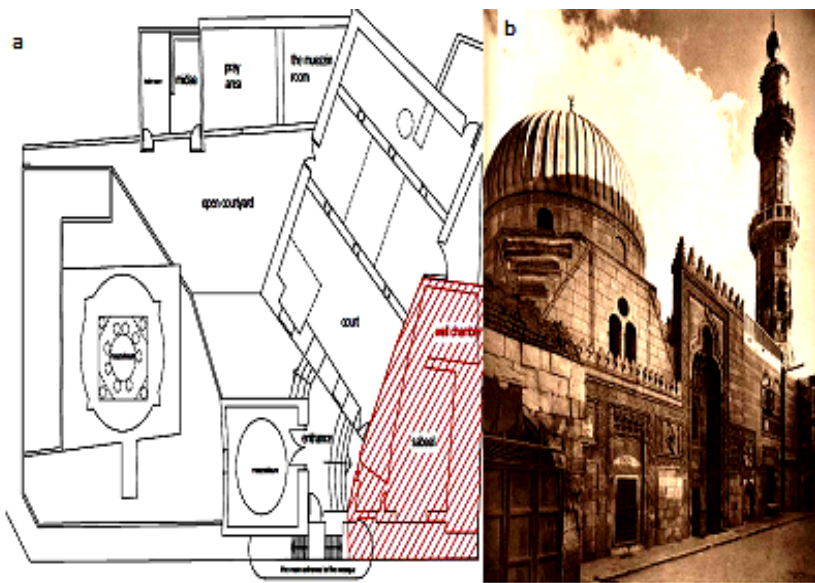 a
b
pray
area
the muezzin
room
open courtyard
court
well chamber
sabeel
entrance
mausoleum
the main entrance to the mosque